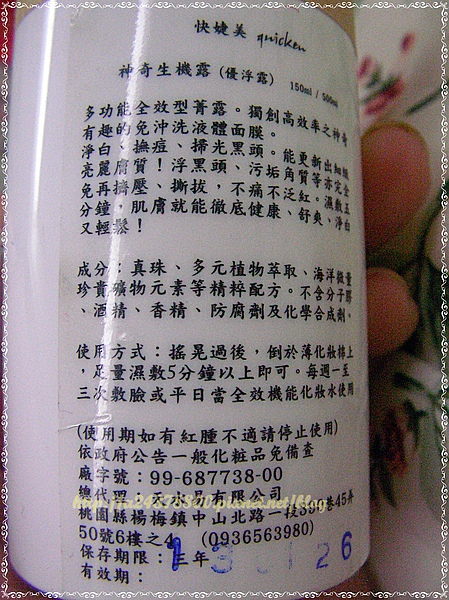 快婕美 quicken
神奇生機露(優浮露) 150ml / 500ml
多功能全效型菁露。獨創高效率之神奇
有趣的免沖洗液體面膜。
淨白、撫痘、掃光黑頭。能更新出細緻
亮麗膚質!浮黑頭、污垢角質等亦完全
免再擠壓、撕拔,不痛不泛紅。濕敷五
分鐘,肌膚就能徹底健康、舒爽、淨白
又輕鬆!
成分:真珠、多元植物萃取、海洋微量
珍貴礦物元素等精粹配方。不含分子膠
、酒精、香精、防腐劑及化學合成劑。
使用方式:搖晃過後,倒於薄化妝棉上
,足量濕敷5分鐘以上即可。每週一至
三次敷臉或平日當全效機能化妝水使用
(使用期如有紅腫不適請停止使用)
依政府公告一般化粧品免備查
廠字號:99-687738-00
總代理 有限公司
桃園縣楊梅鎮中山北路一段 巷45弄
50號6樓之4 (0936563980)
保存期限:三年
有效期: